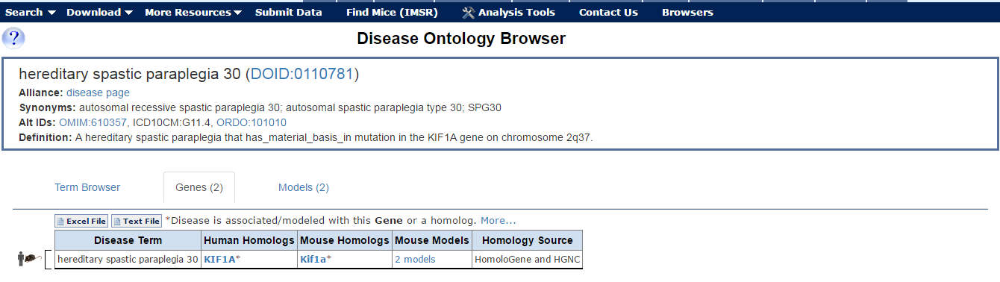 Search Download More Resources Submit Data Find Mice (IMSR) Analysis Tools Contact Us Browsers
? Disease Ontology Browser
hereditary spastic paraplegia 30 (DOID:0110781)
Alliance: disease page
Synonyms: autosomal recessive spastic paraplegia 30; autosomal spastic paraplegia type 30; SPG30
Alt IDs: OMIM:610357, ICD10CM:G11.4, ORDO:101010
Definition: A hereditary spastic paraplegia that has_material_basis_in mutation in the KIF1A gene on chromosome 2q37.
Term Browser Genes (2) Models (2)
Excel File Text File *Disease is associated/modeled with this Gene or a homolog. More...
Disease Term Human Homologs Mouse Homologs Mouse Models Homology Source
hereditary spastic paraplegia 30 KIF1A* Kif1a* 2 models HomoloGene and HGNC